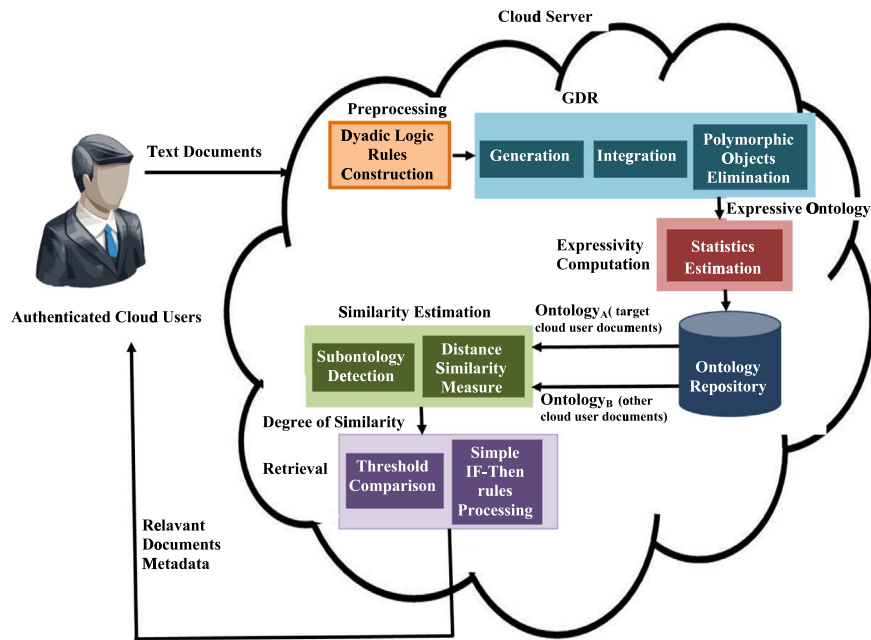 Cloud Server
GDR
Preprocessing
Dyadic Logic
Rules
Construction
Generation
Integration
Polymorphic
Objects
Elimination
Text Documents
Expressive Ontology
Expressivity
Computation
Statistics
Estimation
Authenticated Cloud Users
Similarity Estimation
Subontology
Detection
Distance
Similarity
Measure
OntologyA( target
cloud user documents)
OntologyB (other
cloud user documents)
Ontology
Repository
Degree of Similarity
Retrieval
Threshold
Comparison
Simple
IF-Then
rules
Processing
Relavant
Documents
Metadata